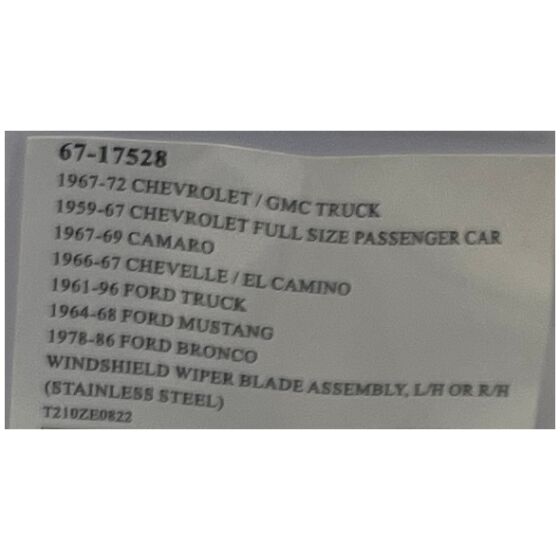 67-17528
1967-72 CHEVROLET / GMC TRUCK
1959-67 CHEVROLET FULL SIZE PASSENGER CAR
1967-69 CAMARO
1966-67 CHEVELLE / EL CAMINO
1961-96 FORD TRUCK
1964-68 FORD MUSTANG
1978-86 FORD BRONCO
WINDSHIELD WIPER BLADE ASSEMBLY, L/H OR R/H
(STAINLESS STEEL)
T210ZE0822